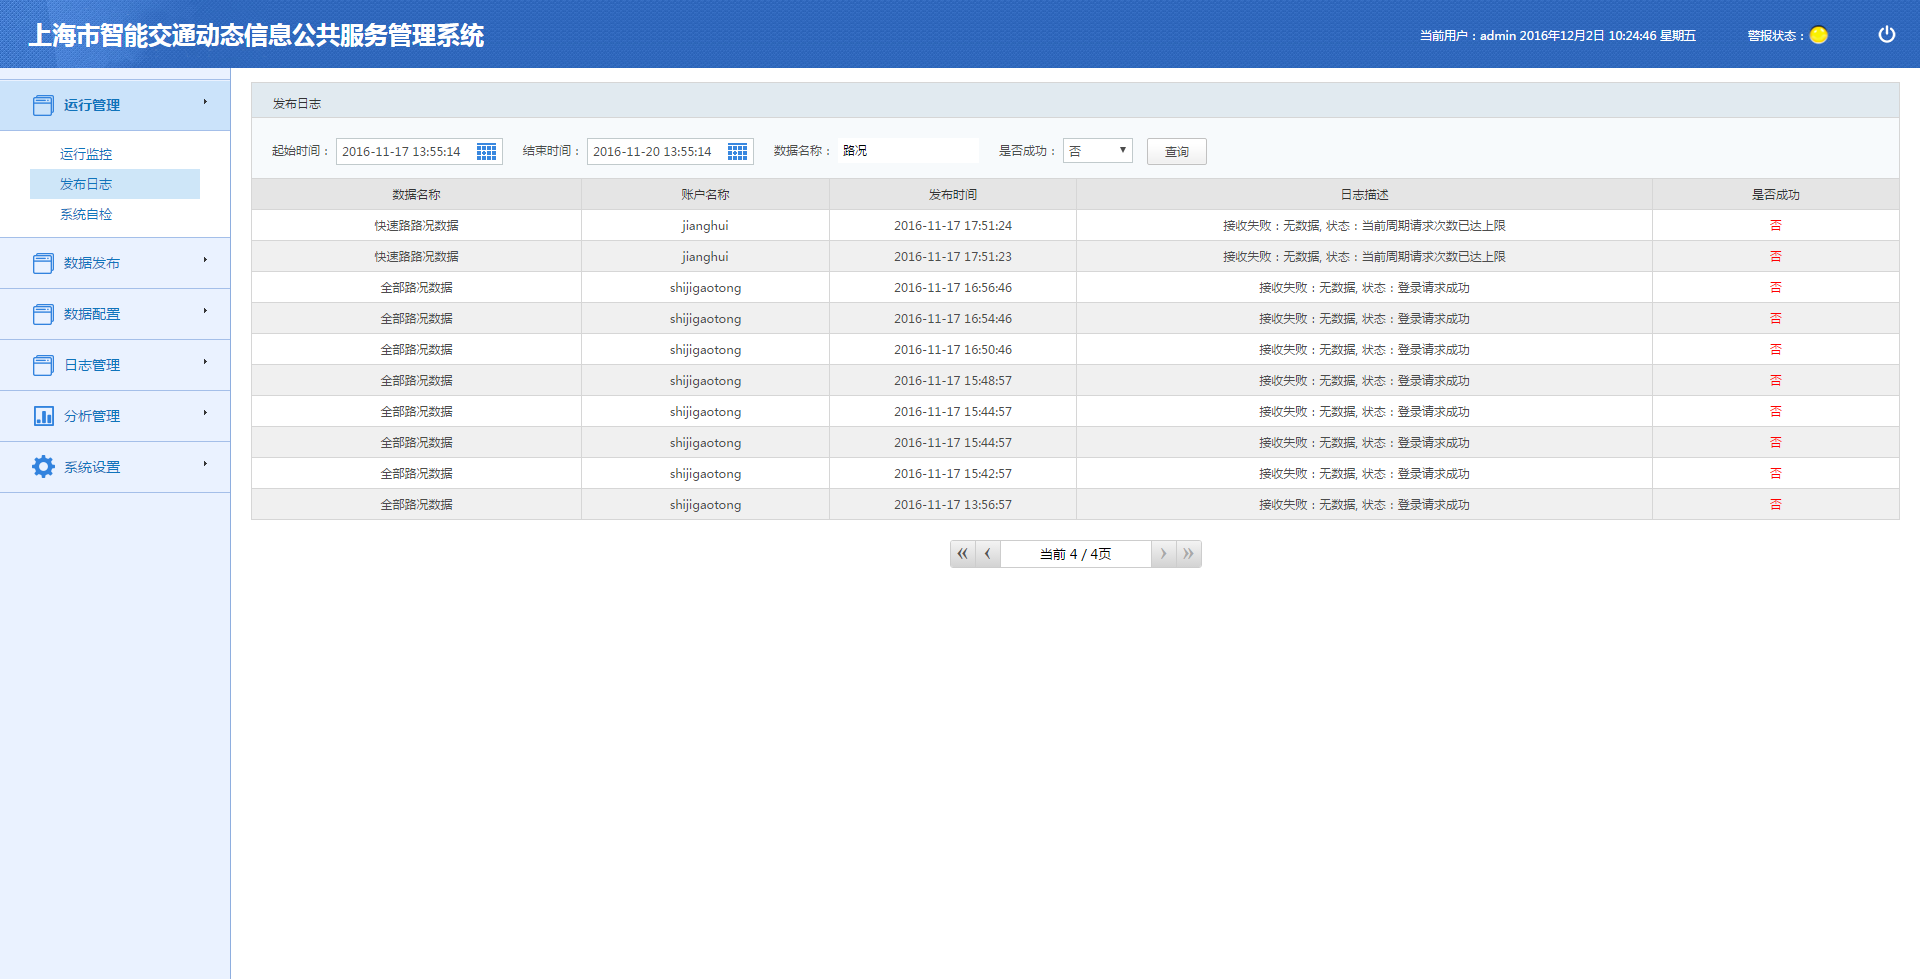 上海市智能交通动态信息公共服务管理系统
当前用户：admin 2016年12月2日 10:24:46 星期五 警报状态：
运行管理
运行监控
发布日志
系统自检
数据发布
数据配置
日志管理
分析管理
系统设置
发布日志
起始时间： 2016-11-17 13:55:14 结束时间： 2016-11-20 13:55:14 数据名称： 路况 是否成功： 否 查询
数据名称 账户名称 发布时间 日志描述 是否成功
快速路路况数据 jianghui 2016-11-17 17:51:24 接收失败：无数据, 状态：当前周期请求次数已达上限 否
快速路路况数据 jianghui 2016-11-17 17:51:23 接收失败：无数据, 状态：当前周期请求次数已达上限 否
全部路况数据 shijigaotong 2016-11-17 16:56:46 接收失败：无数据, 状态：登录请求成功 否
全部路况数据 shijigaotong 2016-11-17 16:54:46 接收失败：无数据, 状态：登录请求成功 否
全部路况数据 shijigaotong 2016-11-17 16:50:46 接收失败：无数据, 状态：登录请求成功 否
全部路况数据 shijigaotong 2016-11-17 15:48:57 接收失败：无数据, 状态：登录请求成功 否
全部路况数据 shijigaotong 2016-11-17 15:44:57 接收失败：无数据, 状态：登录请求成功 否
全部路况数据 shijigaotong 2016-11-17 15:44:57 接收失败：无数据, 状态：登录请求成功 否
全部路况数据 shijigaotong 2016-11-17 15:42:57 接收失败：无数据, 状态：登录请求成功 否
全部路况数据 shijigaotong 2016-11-17 13:56:57 接收失败：无数据, 状态：登录请求成功 否
当前 4 / 4页